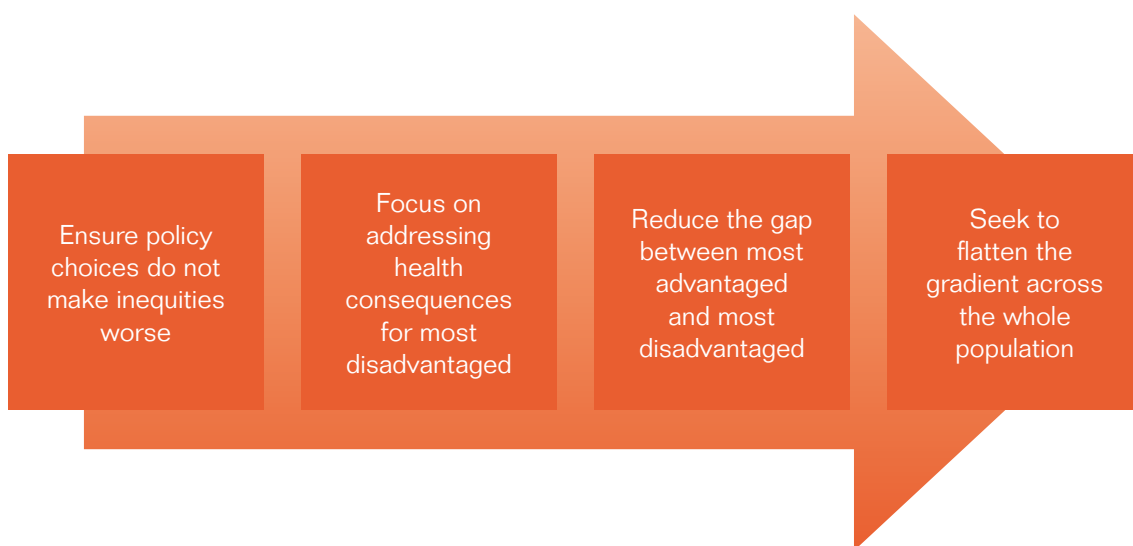 Ensure policy
choices do not
make inequities
worse
Focus on
addressing
health
consequences
for most
disadvantaged
Reduce the gap
between most
advantaged
and most
disadvantaged
Seek to
flatten the
gradient across
the whole
population